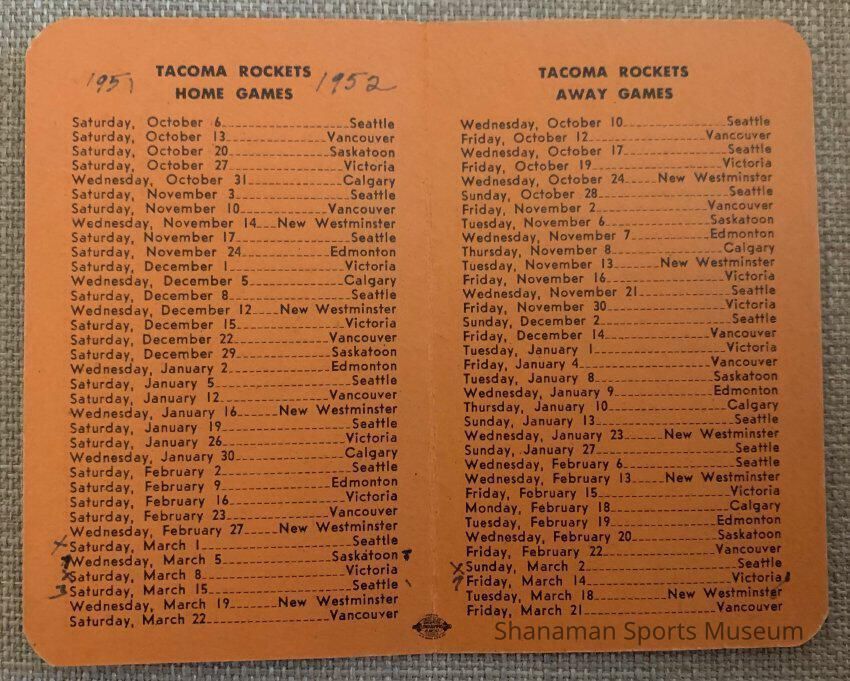 1951 1952
TACOMA ROCKETS
HOME GAMES
Saturday, October 6 Seattle
Saturday, October 13 Vancouver
Saturday, October 20 Saskatoon
Saturday, October 27 Victoria
Wednesday, October 31 Calgary
Saturday, November 3 Seattle
Saturday, November 10 Vancouver
Wednesday, November 14 New Westminster
Saturday, November 17 Seattle
Saturday, November 24 Edmonton
Saturday, December 1 Victoria
Wednesday, December 5 Calgary
Saturday, December 8 Seattle
Wednesday, December 12 New Westminster
Saturday, December 15 Victoria
Saturday, December 22 Vancouver
Saturday, December 29 Saskatoon
Wednesday, January 2 Edmonton
Saturday, January 5 Seattle
Saturday, January 12 Vancouver
Wednesday, January 16 New Westminster
Saturday, January 19 Seattle
Saturday, January 26 Victoria
Wednesday, January 30 Calgary
Saturday, February 2 Seattle
Saturday, February 9 Edmonton
Saturday, February 16 Victoria
Saturday, February 23 Vancouver
Wednesday, February 27 New Westminster
x Saturday, March 1 Seattle
Wednesday, March 5 Saskatoon
x Saturday, March 8 Victoria
3 Saturday, March 15 Seattle
Wednesday, March 19 New Westminster
Saturday, March 22 Vancouver
TACOMA ROCKETS
AWAY GAMES
Wednesday, October 10 Seattle
Friday, October 12 Vancouver
Wednesday, October 17 Seattle
Friday, October 19 Victoria
Wednesday, October 24 New Westminster
Sunday, October 28 Seattle
Friday, November 2 Vancouver
Tuesday, November 6 Saskatoon
Wednesday, November 7 Edmonton
Thursday, November 8 Calgary
Tuesday, November 13 New Westminster
Friday, November 16 Victoria
Wednesday, November 21 Seattle
Friday, November 30 Victoria
Sunday, December 2 Seattle
Friday, December 14 Vancouver
Tuesday, January 1 Victoria
Friday, January 4 Vancouver
Tuesday, January 8 Saskatoon
Wednesday, January 9 Edmonton
Thursday, January 10 Calgary
Sunday, January 13 Seattle
Wednesday, January 23 New Westminster
Sunday, January 27 Seattle
Wednesday, February 6 Seattle
Wednesday, February 13 New Westminster
Friday, February 15 Victoria
Monday, February 18 Calgary
Tuesday, February 19 Edmonton
Wednesday, February 20 Saskatoon
Friday, February 22 Vancouver
x Sunday, March 2 Seattle
Friday, March 14 Victoria
Tuesday, March 18 New Westminster
Friday, March 21 Vancouver
Shanaman Sports Museum